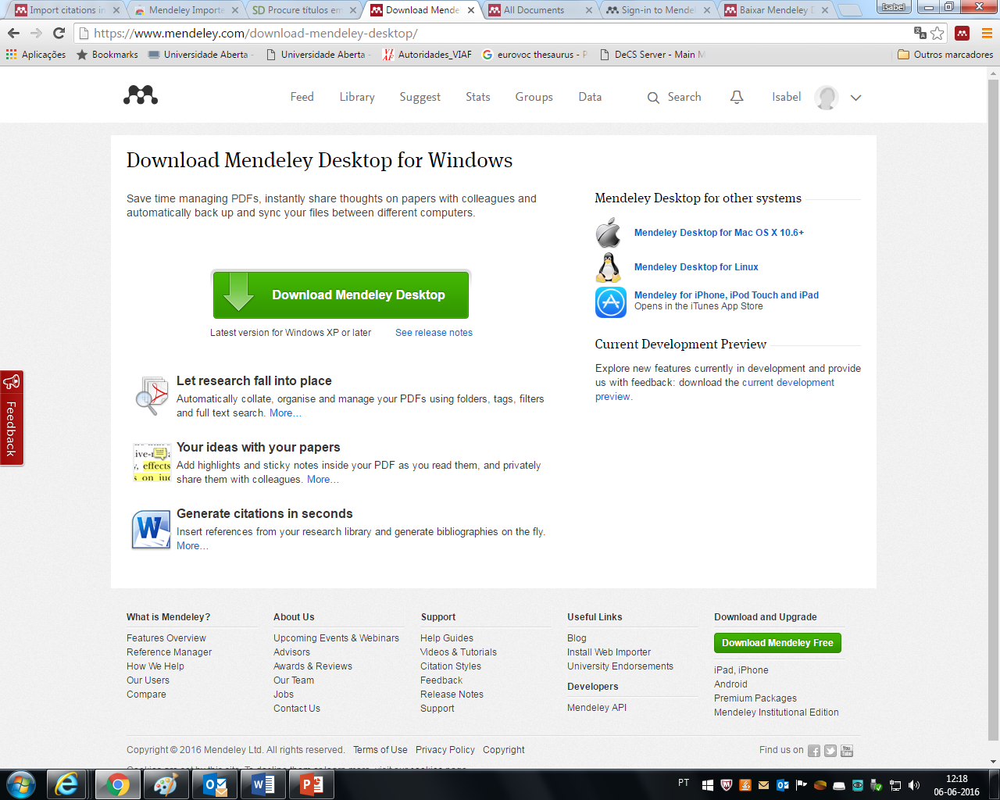 Import citations in
Mendeley Importe
SD Procure títulos em
Download Mende
All Documents
Sign-in to Mende
Baixar Mendeley D
Isabel
https://www.mendeley.com/download-mendeley-desktop/
Aplicações
Bookmarks
Universidade Aberta -
Universidade Aberta -
Autoridades_VIAF
eurovoc thesaurus - P
DeCS Server - Main M
Outros marcadores
Feed
Library
Suggest
Stats
Groups
Data
Search
Isabel
Download Mendeley Desktop for Windows
Save time managing PDFs, instantly share thoughts on papers with colleagues and
automatically back up and sync your files between different computers.
Download Mendeley Desktop
Latest version for Windows XP or later
See release notes
Let research fall into place
Automatically collate, organise and manage your PDFs using folders, tags, filters
and full text search. More...
Your ideas with your papers
Add highlights and sticky notes inside your PDF as you read them, and privately
share them with colleagues. More...
Generate citations in seconds
Insert references from your research library and generate bibliographies on the fly.
More...
Mendeley Desktop for other systems
Mendeley Desktop for Mac OS X 10.6+
Mendeley Desktop for Linux
Mendeley for iPhone, iPod Touch and iPad
Opens in the iTunes App Store
Current Development Preview
Explore new features currently in development and provide
us with feedback: download the current development
preview.
Feedback
What is Mendeley?
Features Overview
Reference Manager
How We Help
Our Users
Compare
About Us
Upcoming Events & Webinars
Advisors
Awards & Reviews
Our Team
Jobs
Contact Us
Support
Help Guides
Videos & Tutorials
Citation Styles
Feedback
Release Notes
Support
Useful Links
Blog
Install Web Importer
University Endorsements
Developers
Mendeley API
Download and Upgrade
Download Mendeley Free
iPad, iPhone
Android
Premium Packages
Mendeley Institutional Edition
Copyright © 2016 Mendeley Ltd. All rights reserved.
Terms of Use
Privacy Policy
Copyright
Find us on
PT
12:18
06-06-2016